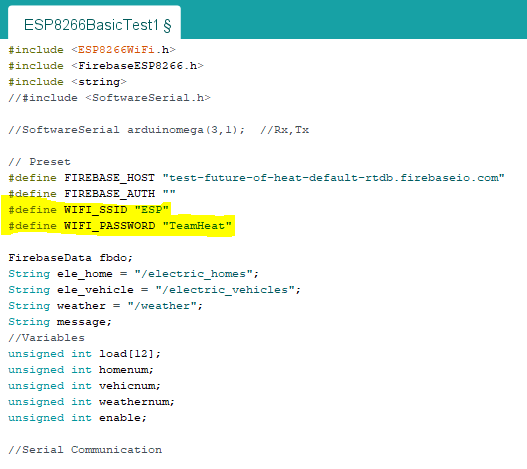 ESP8266BasicTest1 §
#include <ESP8266WiFi.h>
#include <FirebaseESP8266.h>
#include <string>
//#include <SoftwareSerial.h>
//SoftwareSerial arduinomega(3,1);  //Rx,Tx
// Preset
#define FIREBASE_HOST "test-future-of-heat-default-rtdb.firebaseio.com"
#define FIREBASE_AUTH ""
#define WIFI_SSID "ESP"
#define WIFI_PASSWORD "TeamHeat"
FirebaseData fbdo;
String ele_home = "/electric_homes";
String ele_vehicle = "/electric_vehicles";
String weather = "/weather";
String message;
//Variables
unsigned int load[12];
unsigned int homenum;
unsigned int vehicnum;
unsigned int weathernum;
unsigned int enable;
//Serial Communication